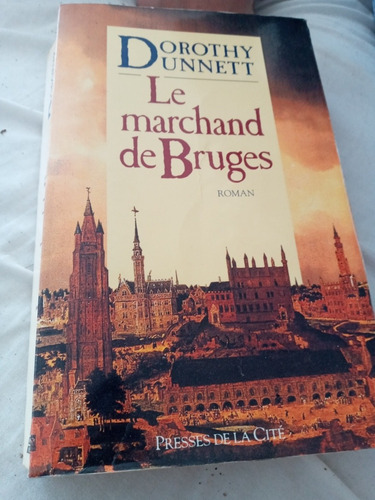 DOROTHY
DUNNETT
Le
marchand
de Bruges
ROMAN
PRESSES DE LA CITÉ